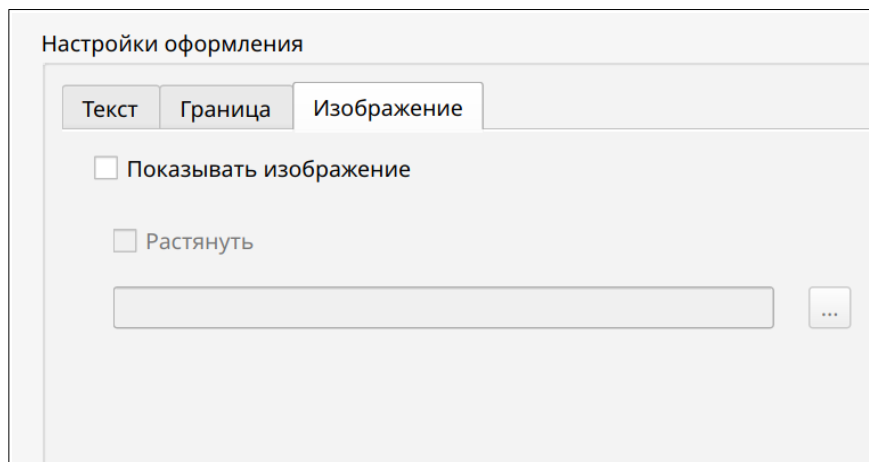 Настройки оформления
Текст Граница Изображение
Показывать изображение
Растянуть
...